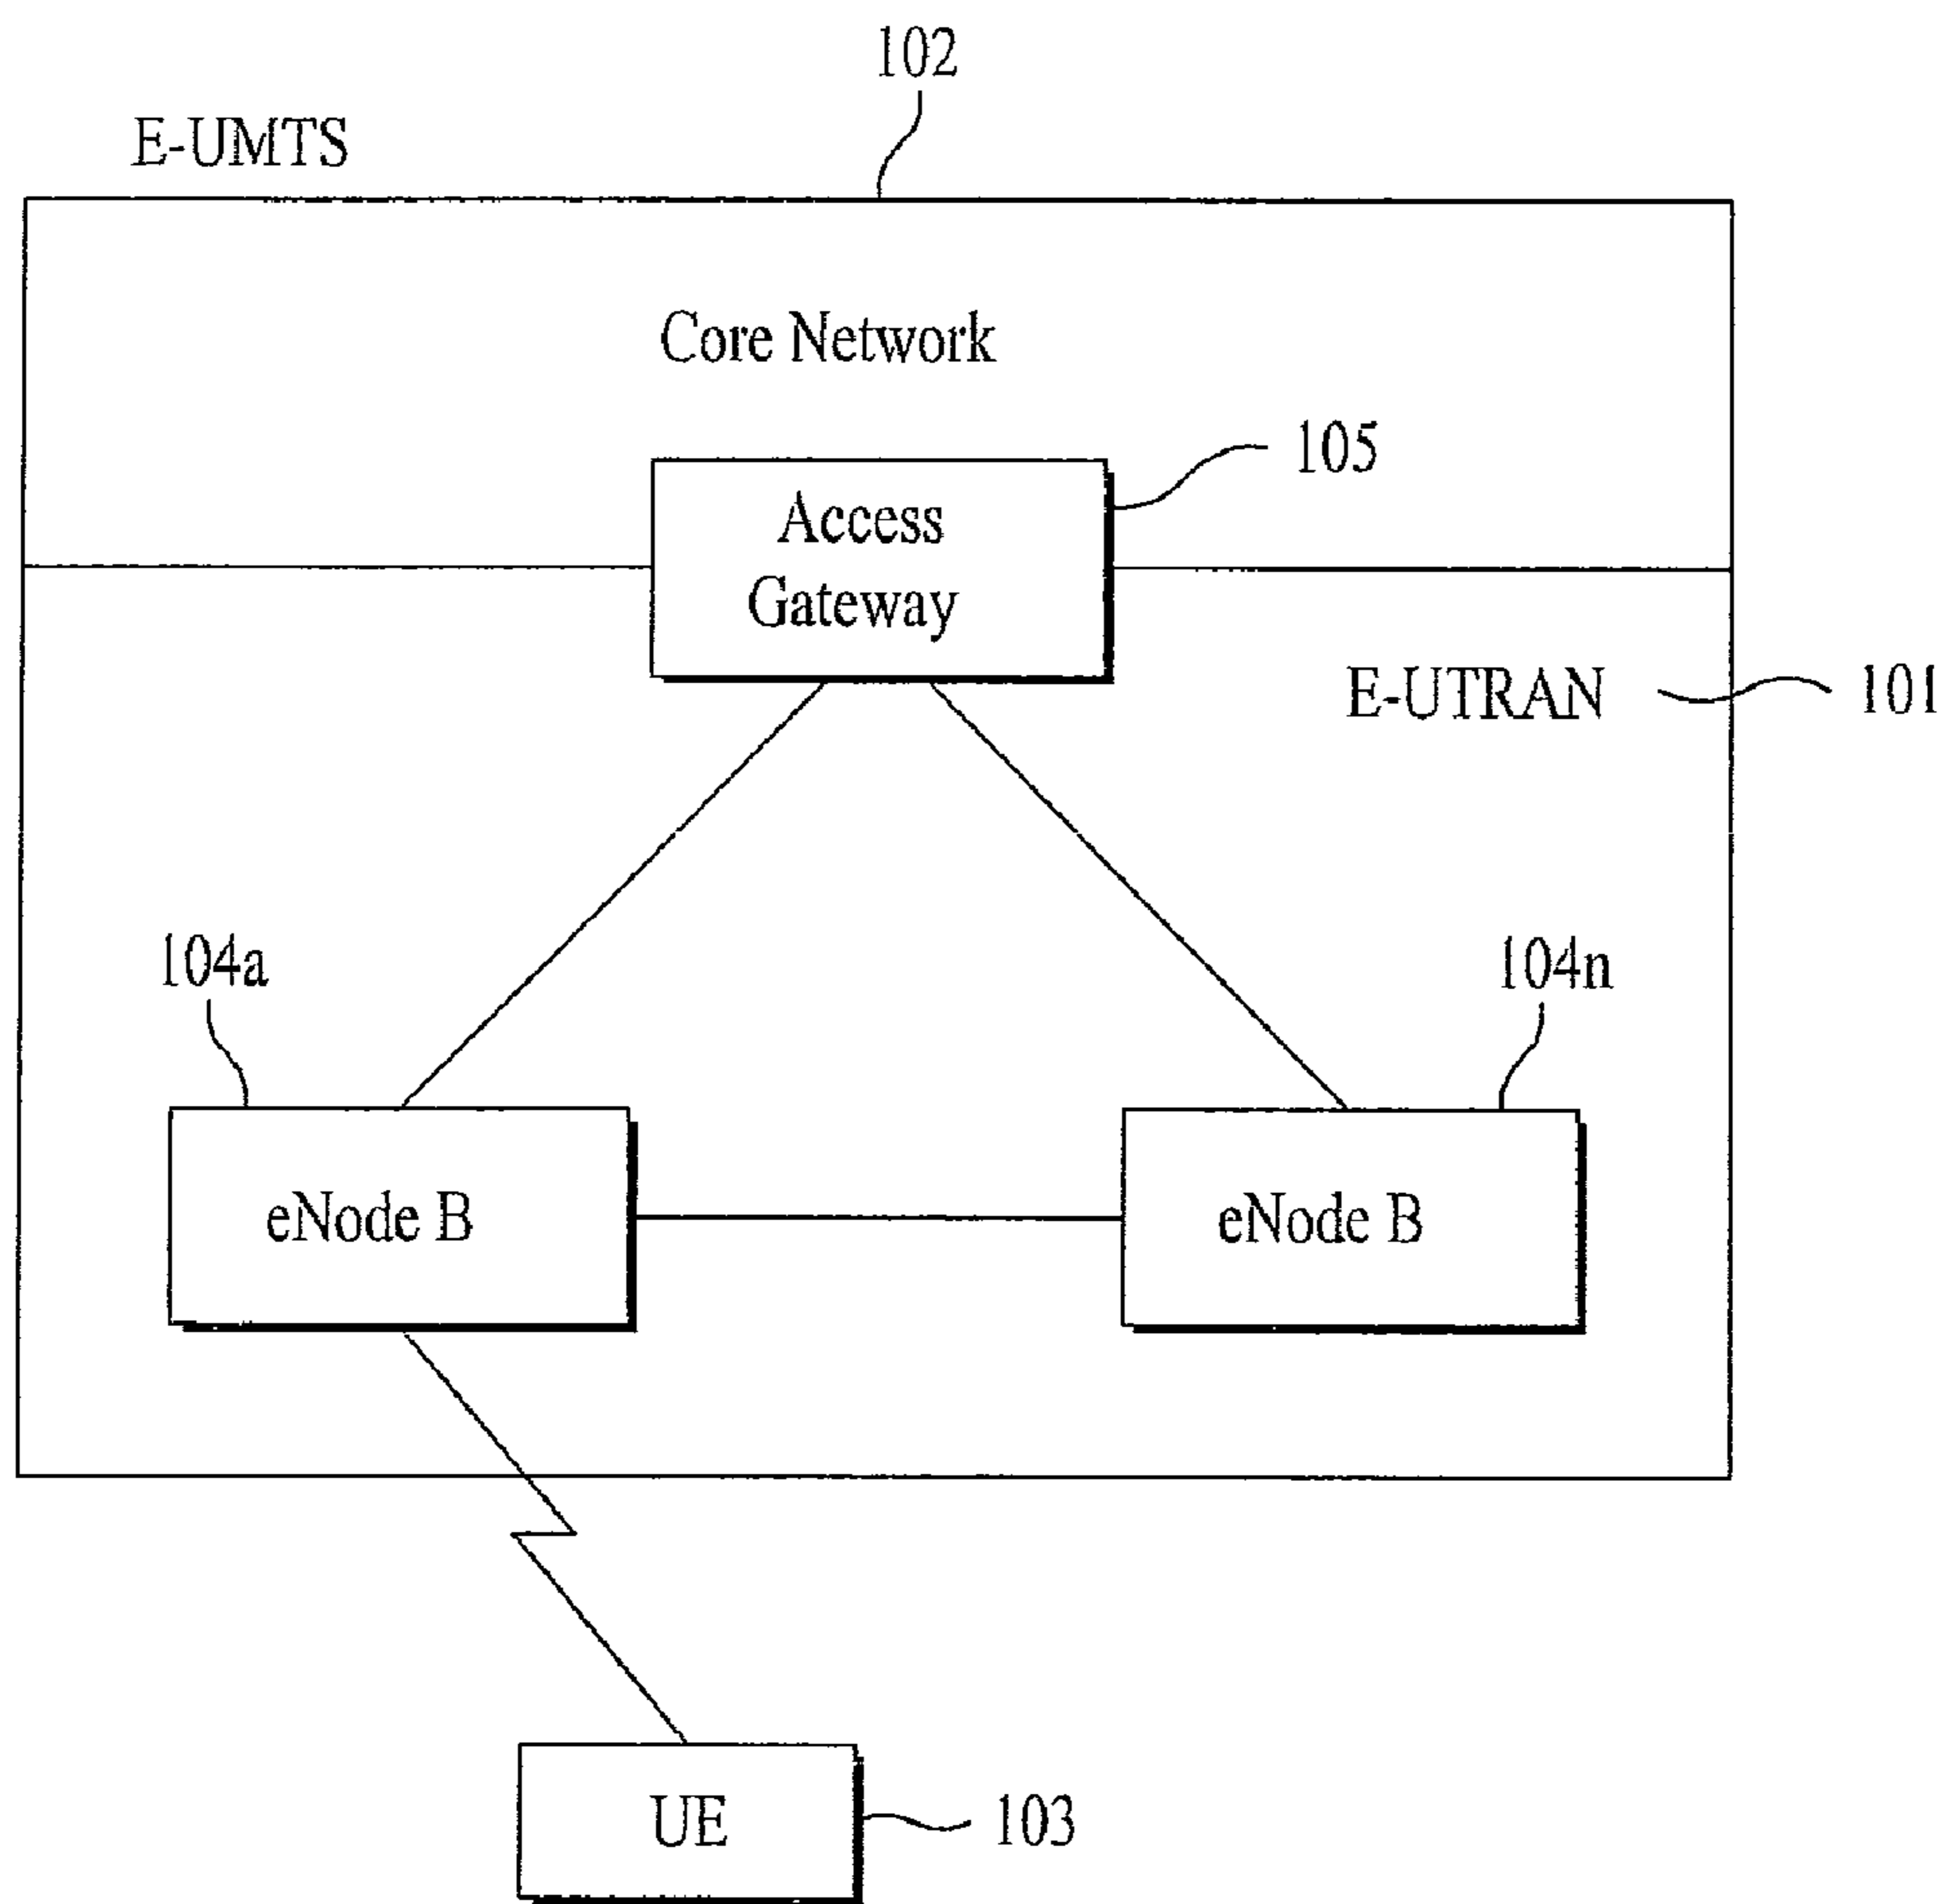 102
E-UMTS
Core Network
105
Access
Gateway
E-UTRAN
101
104a
104n
eNode B
eNode B
UE
103